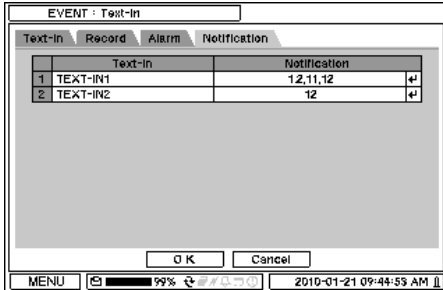 EVENT : Text-In
Text-In Record Alarm Notification
Text-In Notification
1 TEXT-IN1 1,2,11,12
2 TEXT-IN2 12
OK Cancel
MENU 99% 2010-01-21 09:44:53 AM